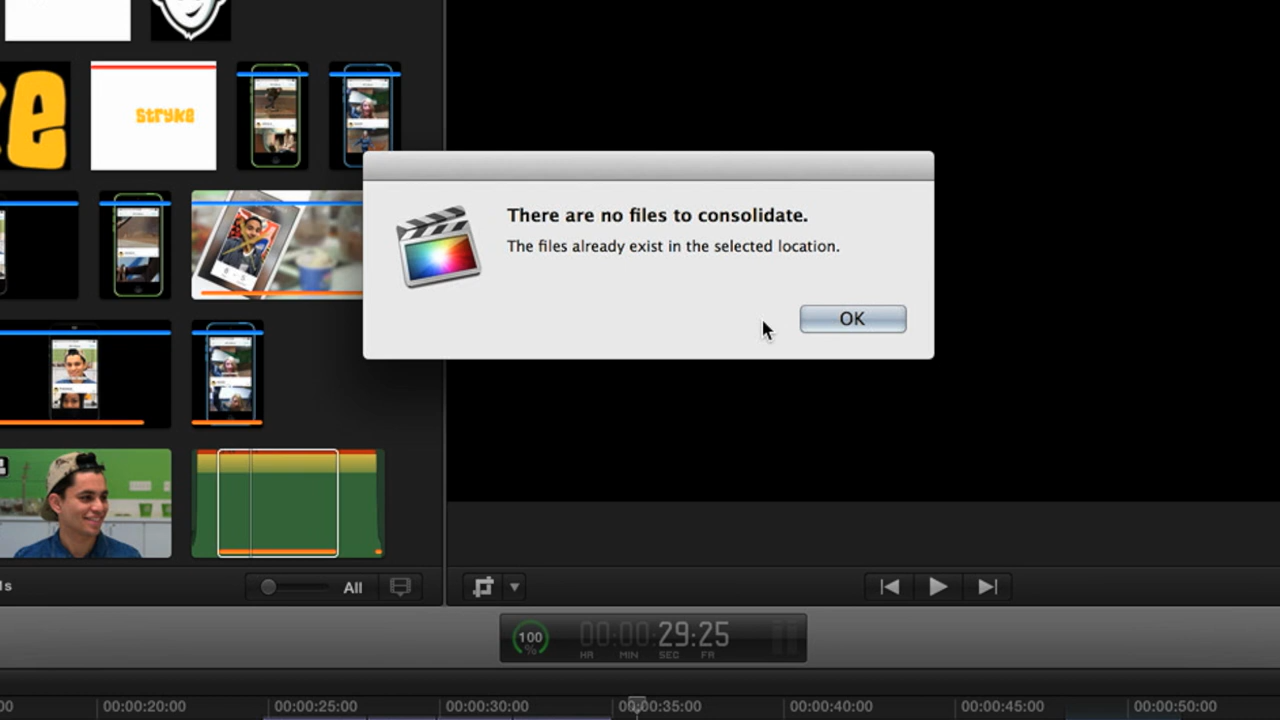 e
stryke
There are no files to consolidate.
The files already exist in the selected location.
OK
ls
All
100
%
00:00:29:25
HR MIN SEC FR
00 00:00:20:00 00:00:25:00 00:00:30:00 00:00:35:00 00:00:40:00 00:00:45:00 00:00:50:00